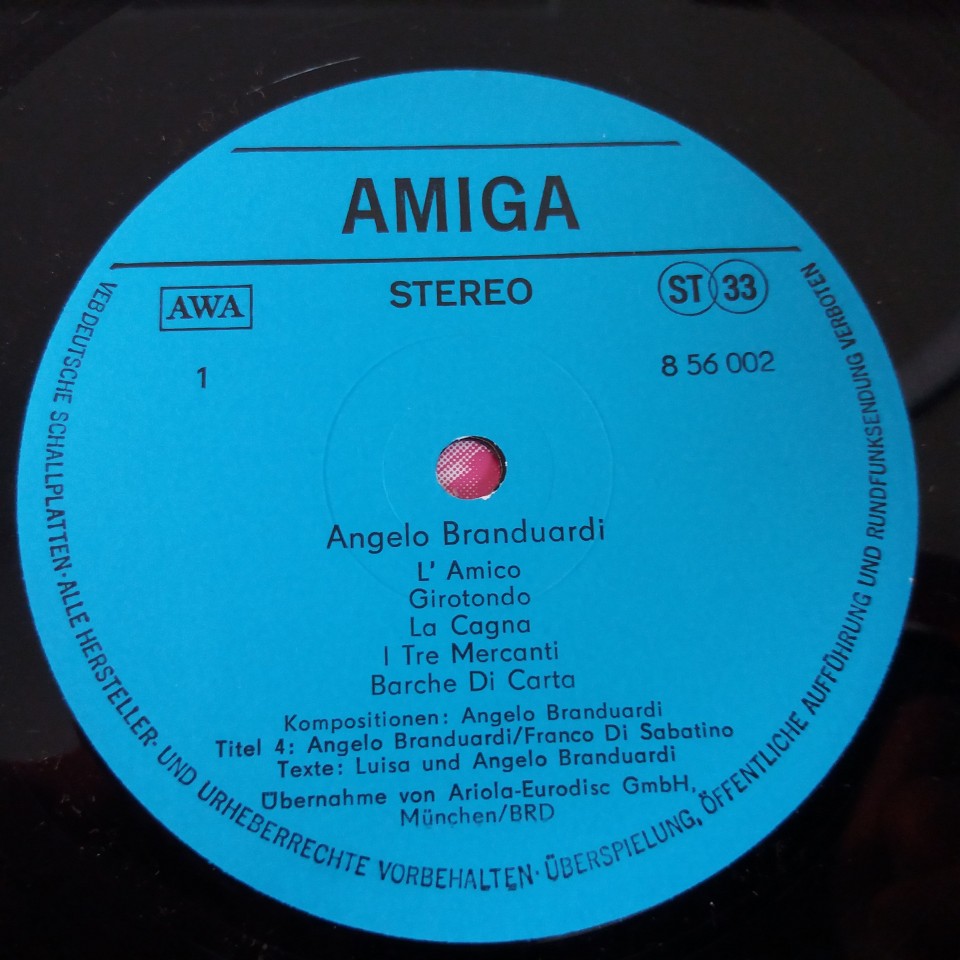 AMIGA
AWA
STEREO
ST 33
1
8 56 002
Angelo Branduardi
L' Amico
Girotondo
La Cagna
I Tre Mercanti
Barche Di Carta
Kompositionen: Angelo Branduardi
Titel 4: Angelo Branduardi/Franco Di Sabatino
Texte: Luisa und Angelo Branduardi
Übernahme von Ariola-Eurodisc GmbH,
München/BRD
VEB DEUTSCHE SCHALLPLATTEN · ALLE HERSTELLER- UND URHEBERRECHTE VORBEHALTEN · ÜBERSPIELUNG, ÖFFENTLICHE AUFFÜHRUNG UND RUNDFUNKSENDUNG VERBOTEN